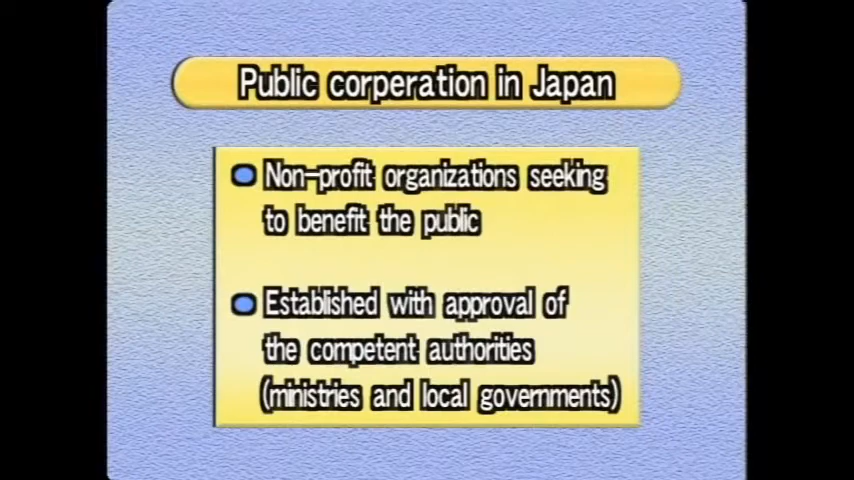 Public corperation in Japan
Non-profit organizations seeking
to benefit the public
Established with approval of
the competent authorities
(ministries and local governments)